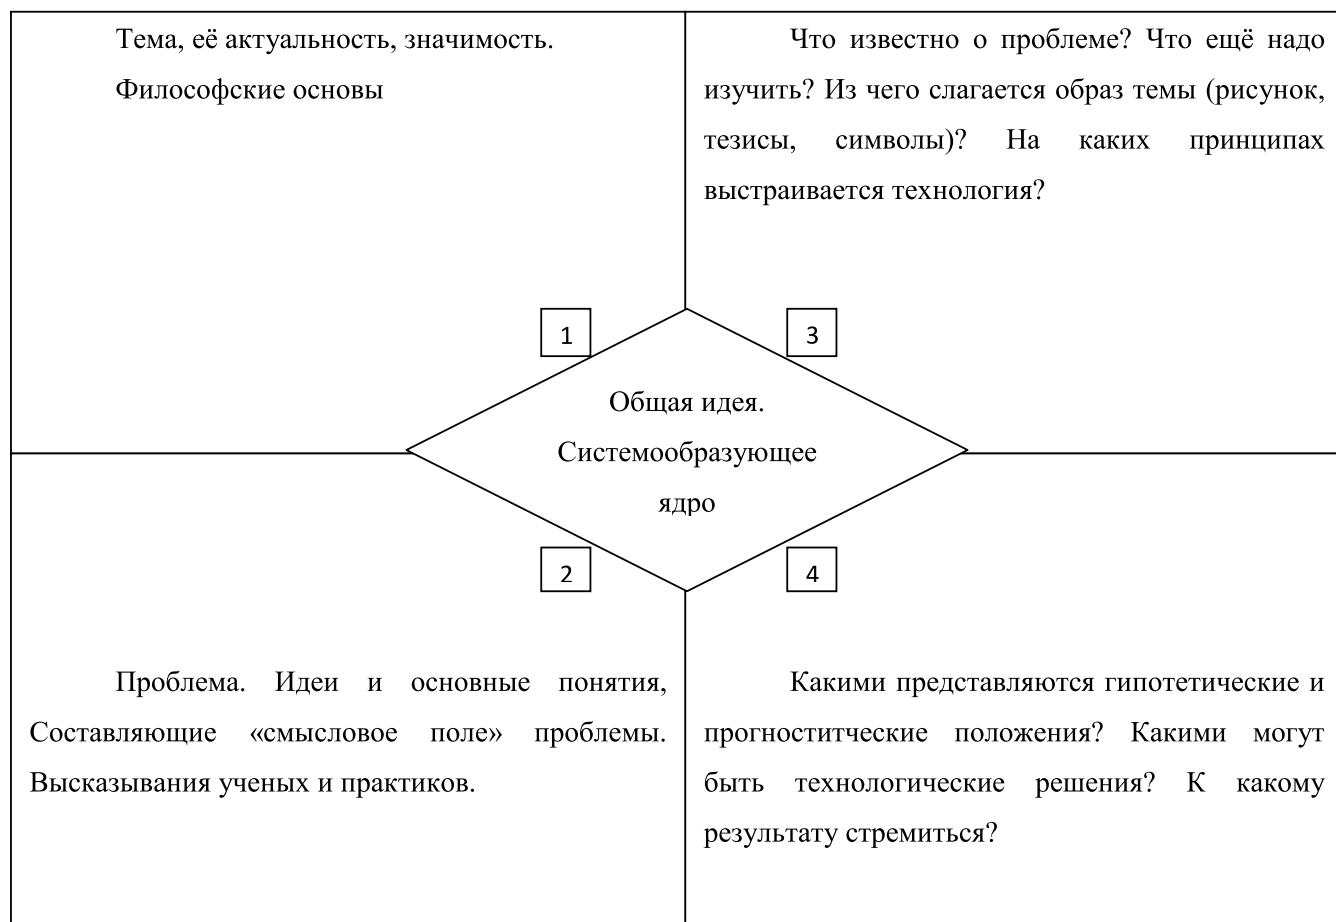 Тема, её актуальность, значимость.
Философские основы
1
Что известно о проблеме? Что ещё надо
изучить? Из чего слагается образ темы (рисунок,
тезисы, символы)? На каких принципах
выстраивается технология?
3
Общая идея.
Системообразующее
ядро
2
Проблема. Идеи и основные понятия,
Составляющие «смысловое поле» проблемы.
Высказывания ученых и практиков.
4
Какими представляются гипотетические и
прогноститческие положения? Какими могут
быть технологические решения? К какому
результату стремиться?